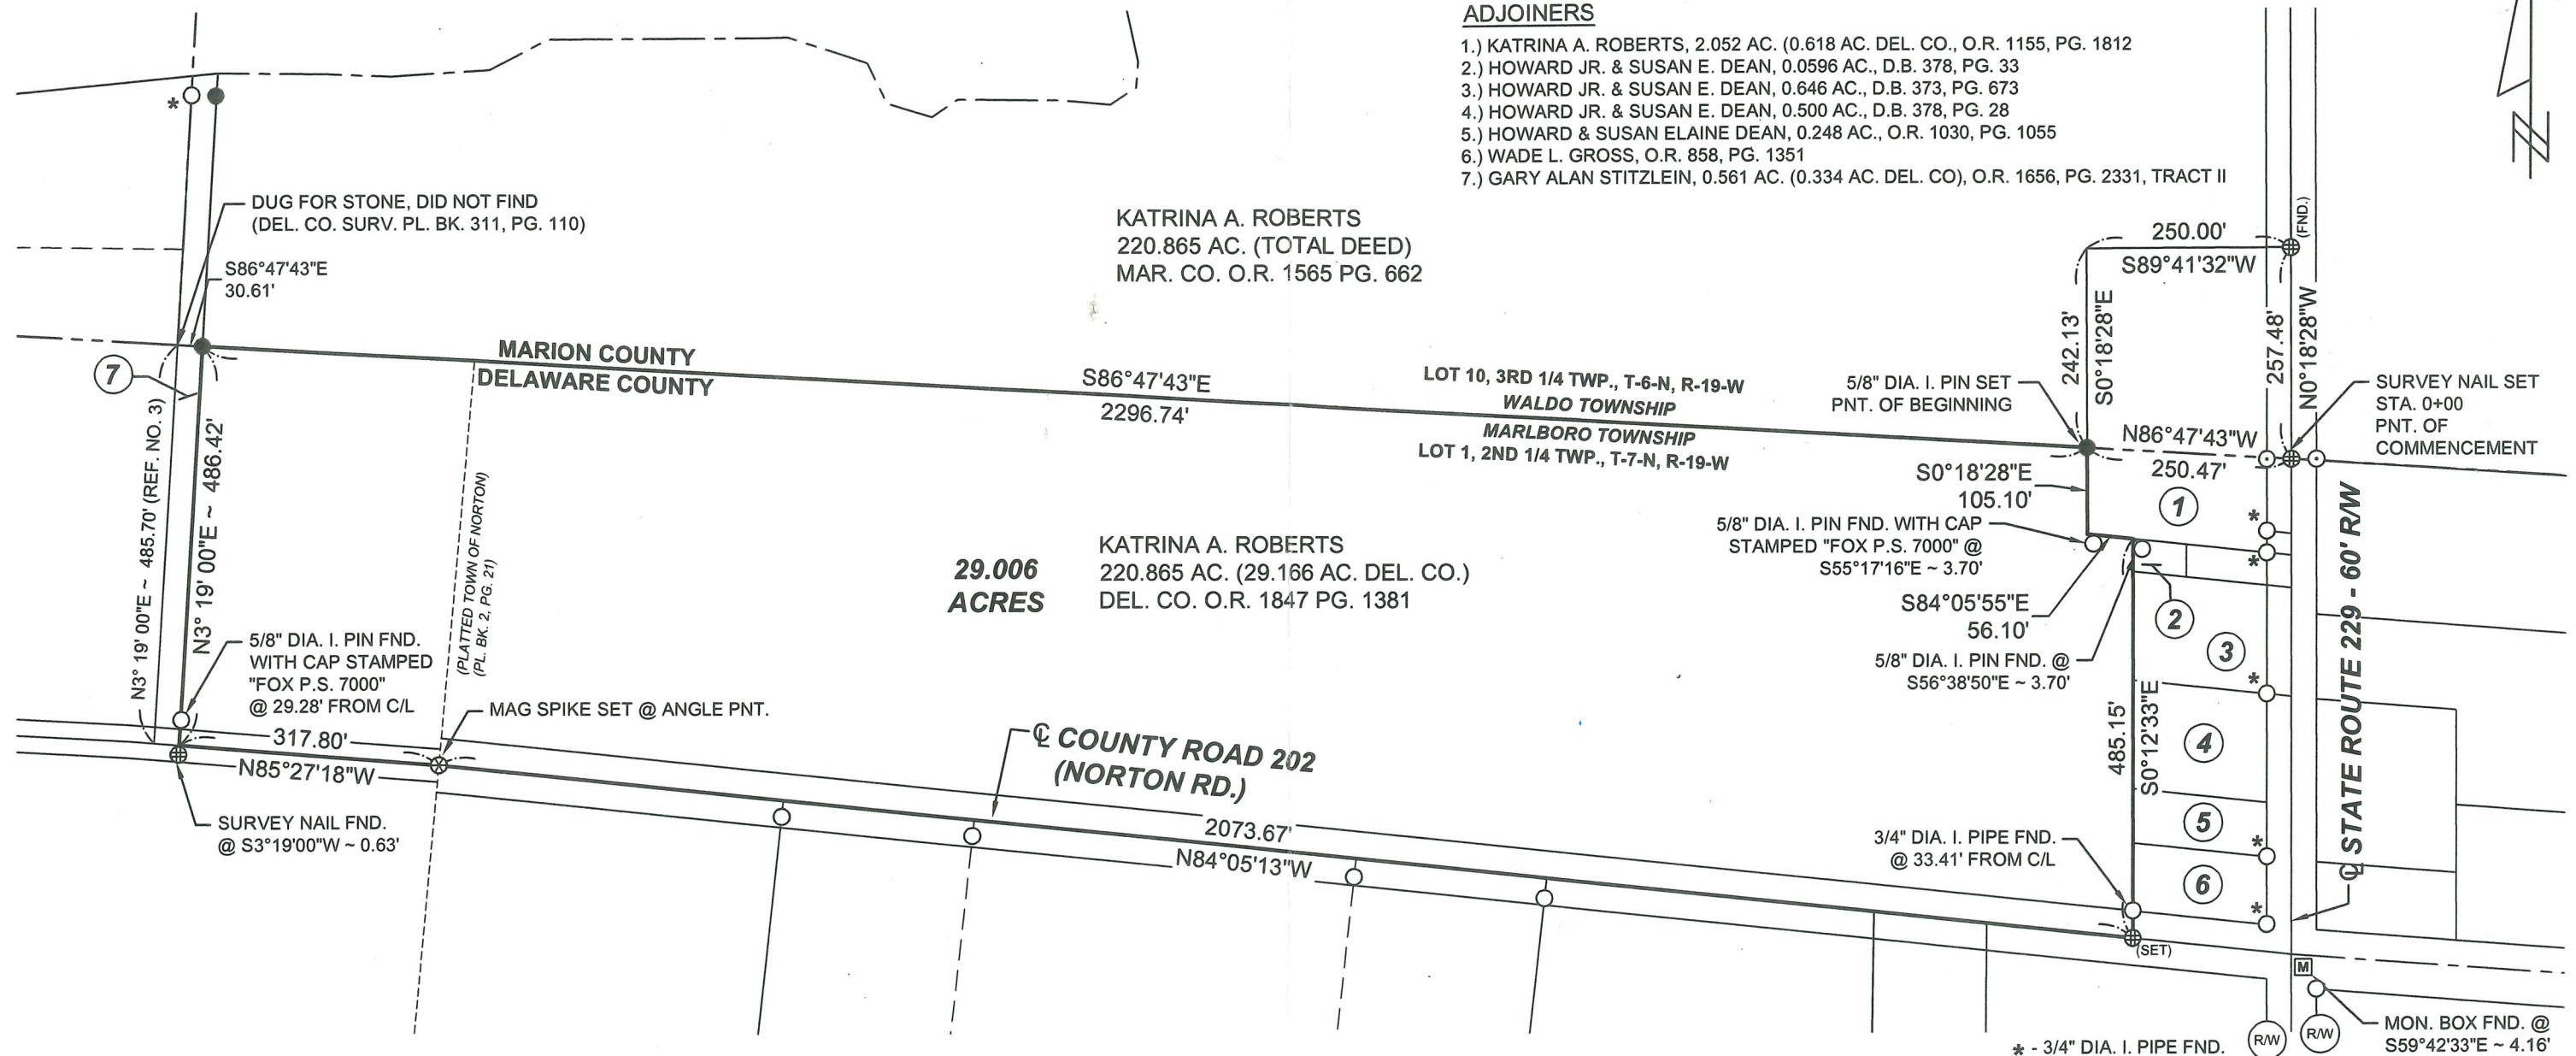 ADJOINERS
1.) KATRINA A. ROBERTS, 2.052 AC. (0.618 AC. DEL. CO., O.R. 1155, PG. 1812
2.) HOWARD JR. & SUSAN E. DEAN, 0.0596 AC., D.B. 378, PG. 33
3.) HOWARD JR. & SUSAN E. DEAN, 0.646 AC., D.B. 373, PG. 673
4.) HOWARD JR. & SUSAN E. DEAN, 0.500 AC., D.B. 378, PG. 28
5.) HOWARD & SUSAN ELAINE DEAN, 0.248 AC., O.R. 1030, PG. 1055
6.) WADE L. GROSS, O.R. 858, PG. 1351
7.) GARY ALAN STITZLEIN, 0.561 AC. (0.334 AC. DEL. CO), O.R. 1656, PG. 2331, TRACT II
N
*
DUG FOR STONE, DID NOT FIND
(DEL. CO. SURV. PL. BK. 311, PG. 110)
S86°47'43"E
30.61'
KATRINA A. ROBERTS
220.865 AC. (TOTAL DEED)
MAR. CO. O.R. 1565 PG. 662
(FND.)
250.00'
S89°41'32"W
242.13'
S0°18'28"E
257.48'
N0°18'28"W
7
MARION COUNTY
DELAWARE COUNTY
S86°47'43"E
2296.74'
LOT 10, 3RD 1/4 TWP., T-6-N, R-19-W
WALDO TOWNSHIP
MARLBORO TOWNSHIP
LOT 1, 2ND 1/4 TWP., T-7-N, R-19-W
5/8" DIA. I. PIN SET
PNT. OF BEGINNING
SURVEY NAIL SET
STA. 0+00
PNT. OF
COMMENCEMENT
N86°47'43"W
250.47'
S0°18'28"E
105.10'
1
*
5/8" DIA. I. PIN FND. WITH CAP
STAMPED "FOX P.S. 7000" @
S55°17'16"E ~ 3.70'
*
S84°05'55"E
56.10'
2
5/8" DIA. I. PIN FND. @
S56°38'50"E ~ 3.70'
3
*
N3° 19' 00"E ~ 485.70' (REF. NO. 3)
N3° 19' 00"E ~ 486.42'
(PLATTED TOWN OF NORTON)
(PL. BK. 2, PG. 21)
29.006
ACRES
KATRINA A. ROBERTS
220.865 AC. (29.166 AC. DEL. CO.)
DEL. CO. O.R. 1847 PG. 1381
5/8" DIA. I. PIN FND.
WITH CAP STAMPED
"FOX P.S. 7000"
@ 29.28' FROM C/L
MAG SPIKE SET @ ANGLE PNT.
317.80'
N85°27'18"W
SURVEY NAIL FND.
@ S3°19'00"W ~ 0.63'
℄ COUNTY ROAD 202
(NORTON RD.)
2073.67'
N84°05'13"W
485.15'
S0°12'33"E
4
5
*
3/4" DIA. I. PIPE FND.
@ 33.41' FROM C/L
6
*
℄ STATE ROUTE 229 - 60' R/W
(SET)
M
R/W
R/W
MON. BOX FND. @
S59°42'33"E ~ 4.16'
* - 3/4" DIA. I. PIPE FND.